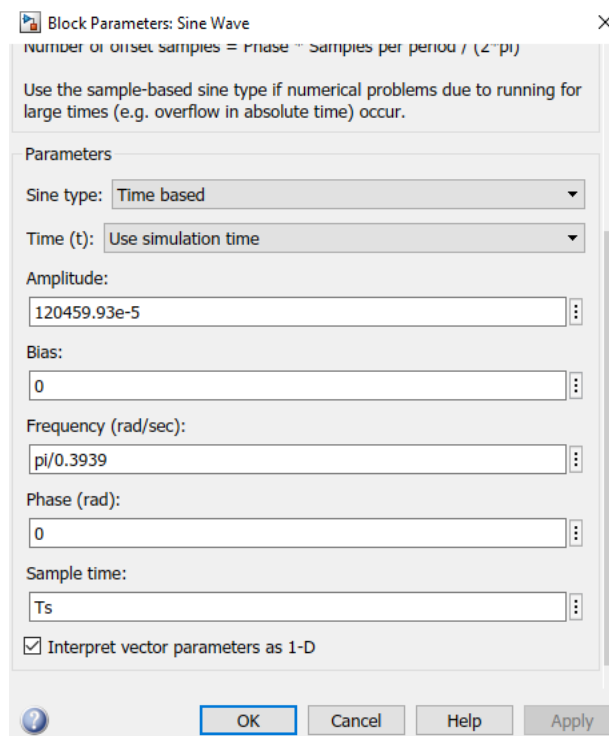 Block Parameters: Sine Wave
Number of offset samples = Phase * Samples per period / (2*pi)
Use the sample-based sine type if numerical problems due to running for
large times (e.g. overflow in absolute time) occur.
Parameters
Sine type: Time based
Time (t): Use simulation time
Amplitude:
120459.93e-5
Bias:
0
Frequency (rad/sec):
pi/0.3939
Phase (rad):
0
Sample time:
Ts
Interpret vector parameters as 1-D
OK Cancel Help Apply